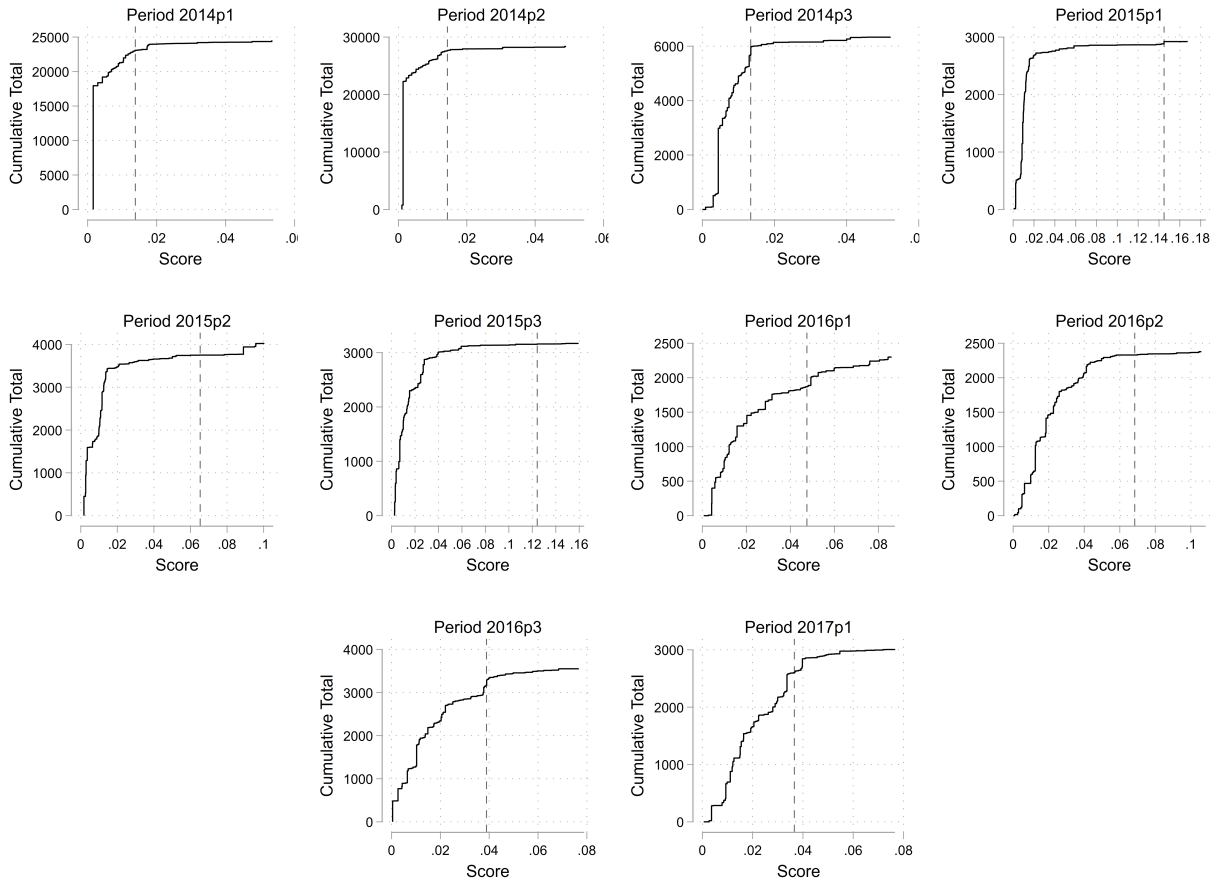 Period 2014p1
Cumulative Total
25000
20000
15000
10000
5000
0
0 .02 .04 .0
Score
Period 2014p2
Cumulative Total
30000
20000
10000
0
0 .02 .04 .06
Score
Period 2014p3
Cumulative Total
6000
4000
2000
0
0 .02 .04 .0
Score
Period 2015p1
Cumulative Total
3000
2000
1000
0
0 .02 .04 .06 .08 .1 .12 .14 .16 .18
Score
Period 2015p2
Cumulative Total
4000
3000
2000
1000
0
0 .02 .04 .06 .08 .1
Score
Period 2015p3
Cumulative Total
3000
2000
1000
0
0 .02 .04 .06 .08 .1 .12 .14 .16
Score
Period 2016p1
Cumulative Total
2500
2000
1500
1000
500
0
0 .02 .04 .06 .08
Score
Period 2016p2
Cumulative Total
2500
2000
1500
1000
500
0
0 .02 .04 .06 .08 .1
Score
Period 2016p3
Cumulative Total
4000
3000
2000
1000
0
0 .02 .04 .06 .08
Score
Period 2017p1
Cumulative Total
3000
2000
1000
0
0 .02 .04 .06 .08
Score